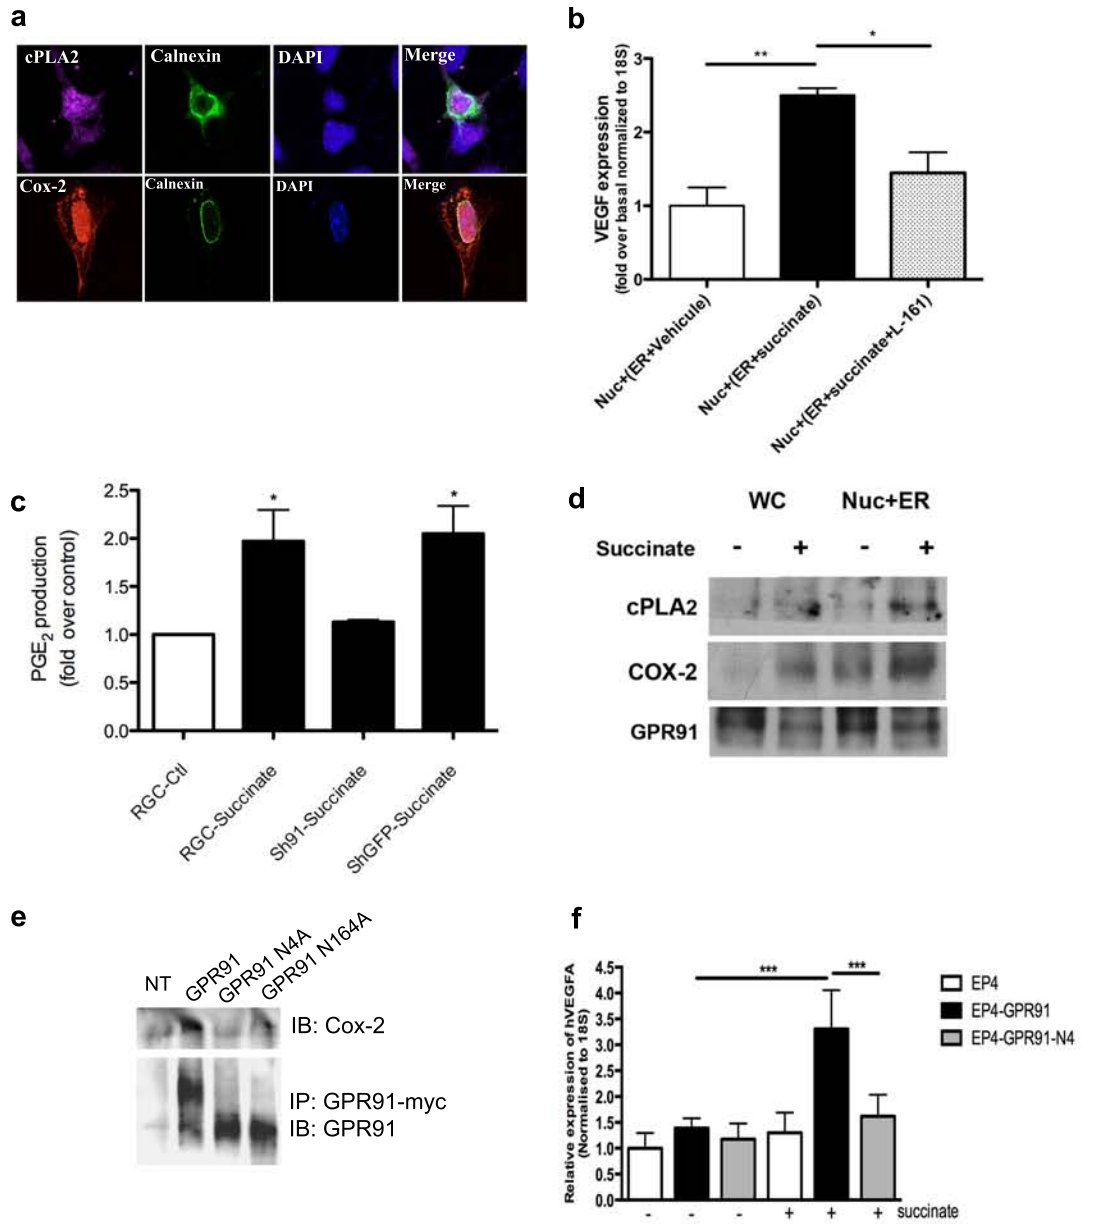 a
cPLA2 Calnexin DAPI Merge
Cox-2 Calnexin DAPI Merge
b
VEGF expression
(fold over basal normalized to 18S)
3
2
1
0
** *
Nuc+(ER+Vehicule)
Nuc+(ER+succinate)
Nuc+(ER+succinate+L-161)
c
PGE2 production
(fold over control)
2.5
2.0
1.5
1.0
0.5
0.0
* *
RGC-Ctl
RGC-Succinate
Sh91-Succinate
ShGFP-Succinate
d
WC Nuc+ER
Succinate - + - +
cPLA2
COX-2
GPR91
e
NT GPR91 GPR91 N4A GPR91 N164A
IB: Cox-2
IP: GPR91-myc
IB: GPR91
f
Relative expression of hVEGFA
(Normalised to 18S)
4.5
4.0
3.5
3.0
2.5
2.0
1.5
1.0
0.5
0.0
*** ***
EP4
EP4-GPR91
EP4-GPR91-N4
- - - + + + succinate